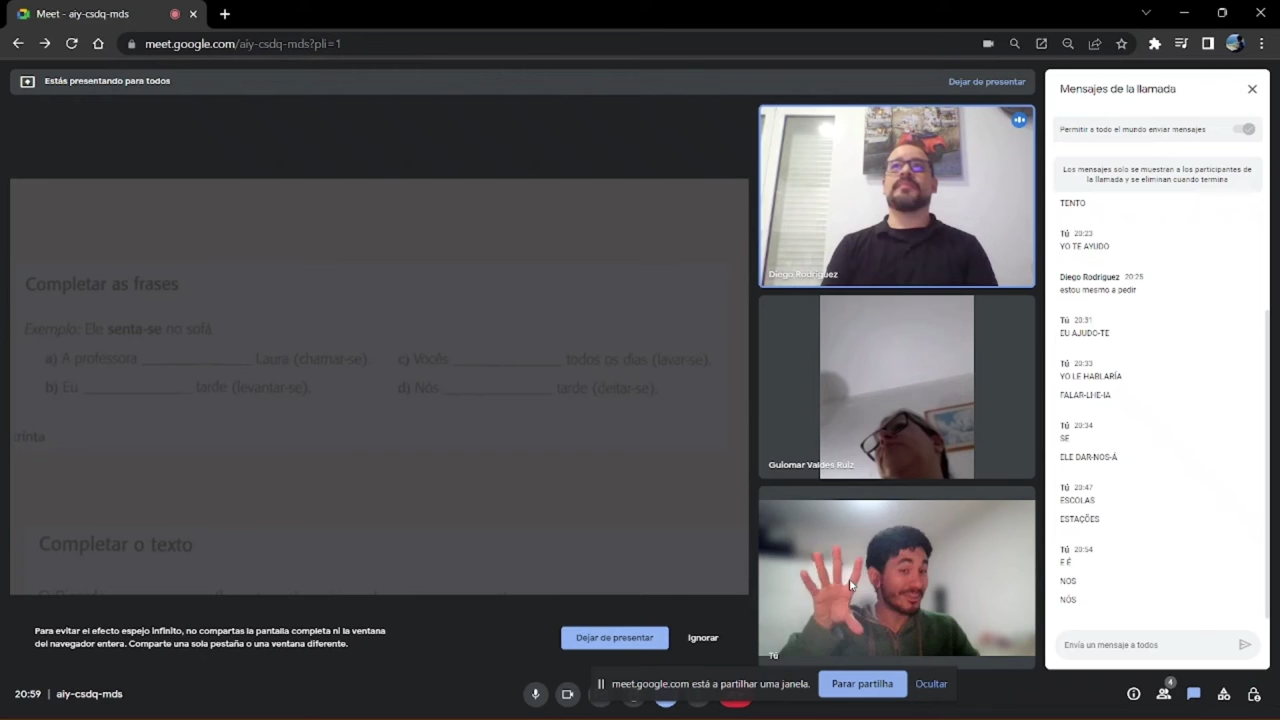 Meet - aiy-csdq-mds
meet.google.com/aiy-csdq-mds?pli=1
Estás presentando para todos
Dejar de presentar
Completar as frases
Exemplo: Ele senta-se no sofá.
a) A professora ____________ Laura (chamar-se).
c) Vocês ____________ todos os dias (lavar-se).
b) Eu ____________ tarde (levantar-se).
d) Nós ____________ tarde (deitar-se).
trinta
Completar o texto
Para evitar el efecto espejo infinito, no compartas la pantalla completa ni la ventana
del navegador entera. Comparte una sola pestaña o una ventana diferente.
Dejar de presentar
Ignorar
20:59 | aiy-csdq-mds
Diego Rodriguez
Guiomar Valdes Ruiz
Tú
meet.google.com está a partilhar uma janela.
Parar partilha
Ocultar
Mensajes de la llamada
Permitir a todo el mundo enviar mensajes
Los mensajes solo se muestran a los participantes de
la llamada y se eliminan cuando termina
TENTO
Tú 20:23
YO TE AYUDO
Diego Rodriguez 20:25
estou mesmo a pedir
Tú 20:31
EU AJUDO-TE
Tú 20:33
YO LE HABLARÍA
FALAR-LHE-IA
Tú 20:34
SE
ELE DAR-NOS-Á
Tú 20:47
ESCOLAS
ESTAÇÕES
Tú 20:54
E É
NOS
NÓS
Envía un mensaje a todos
4